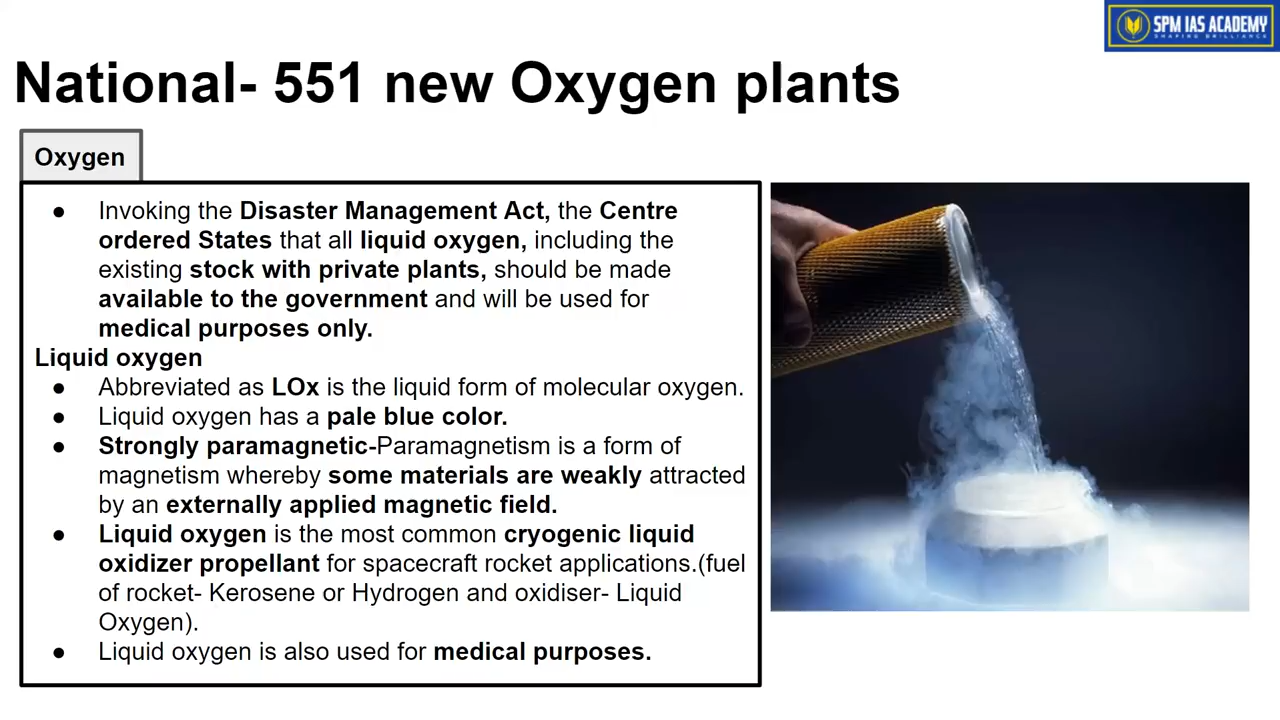 SPM IAS ACADEMY
SHAPING BRILLIANCE
National- 551 new Oxygen plants
Oxygen
● Invoking the Disaster Management Act, the Centre
ordered States that all liquid oxygen, including the
existing stock with private plants, should be made
available to the government and will be used for
medical purposes only.
Liquid oxygen
● Abbreviated as LOx is the liquid form of molecular oxygen.
● Liquid oxygen has a pale blue color.
● Strongly paramagnetic-Paramagnetism is a form of
magnetism whereby some materials are weakly attracted
by an externally applied magnetic field.
● Liquid oxygen is the most common cryogenic liquid
oxidizer propellant for spacecraft rocket applications.(fuel
of rocket- Kerosene or Hydrogen and oxidiser- Liquid
Oxygen).
● Liquid oxygen is also used for medical purposes.